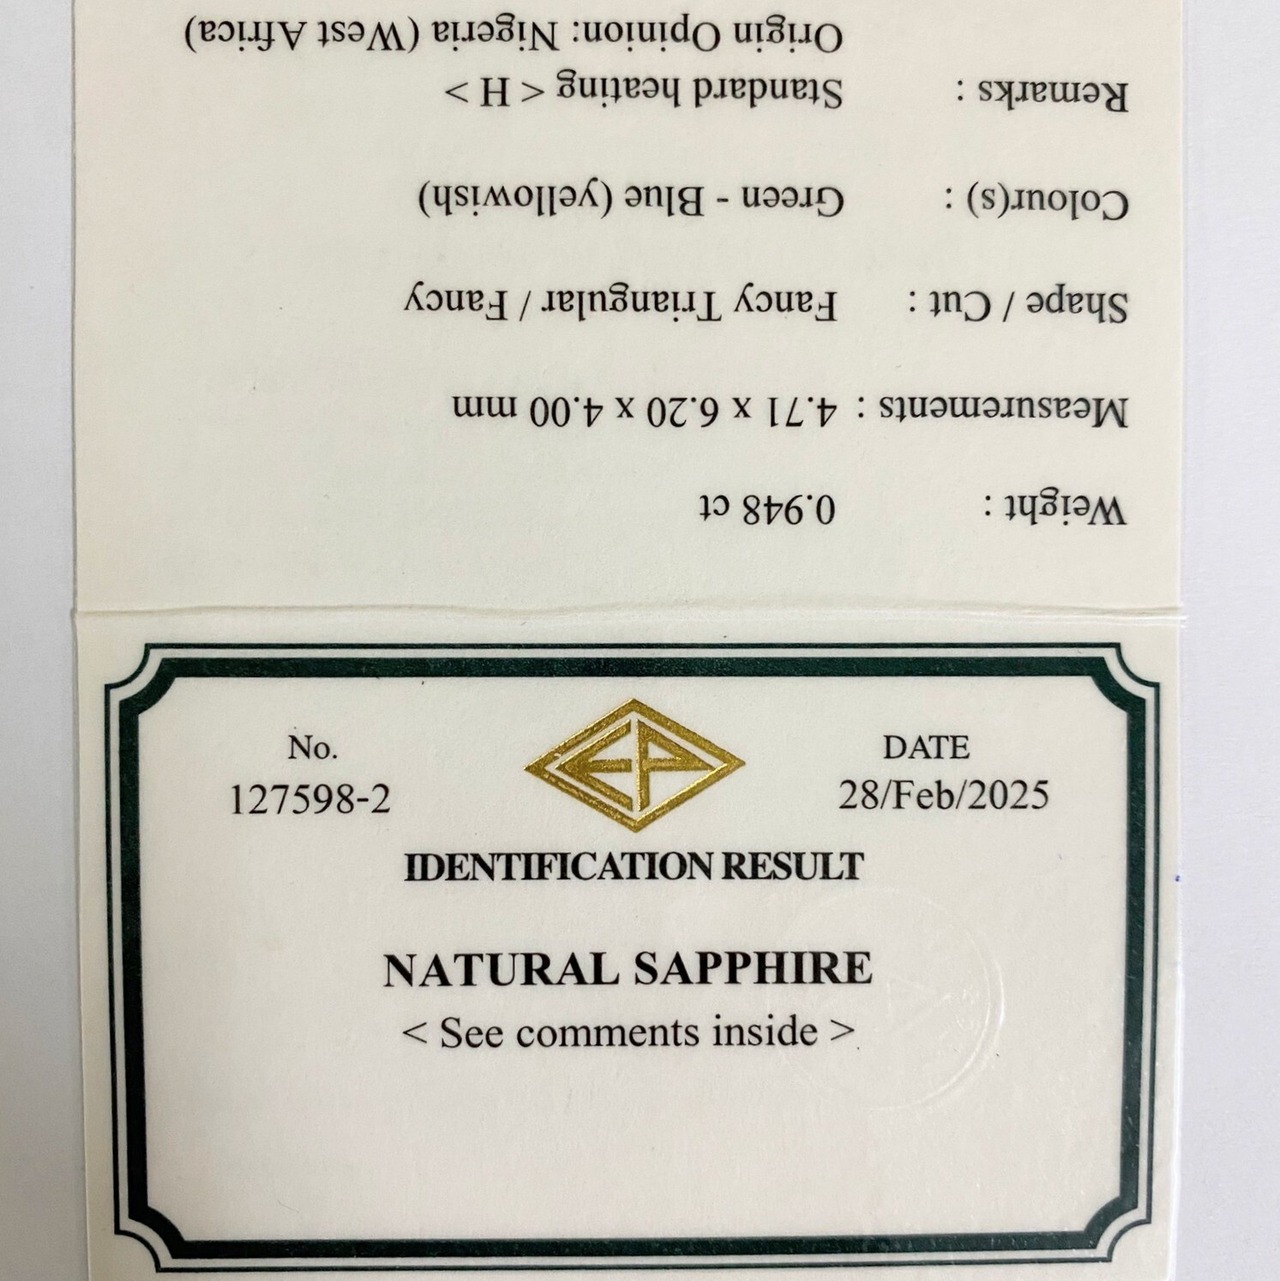 Weight : 0.948 ct
Measurements : 4.71 x 6.20 x 4.00 mm
Shape / Cut : Fancy Triangular / Fancy
Colour(s) : Green - Blue (yellowish)
Remarks : Standard heating < H >
Origin Opinion: Nigeria (West Africa)
EP
No. DATE
127598-2 28/Feb/2025
IDENTIFICATION RESULT
NATURAL SAPPHIRE
< See comments inside >